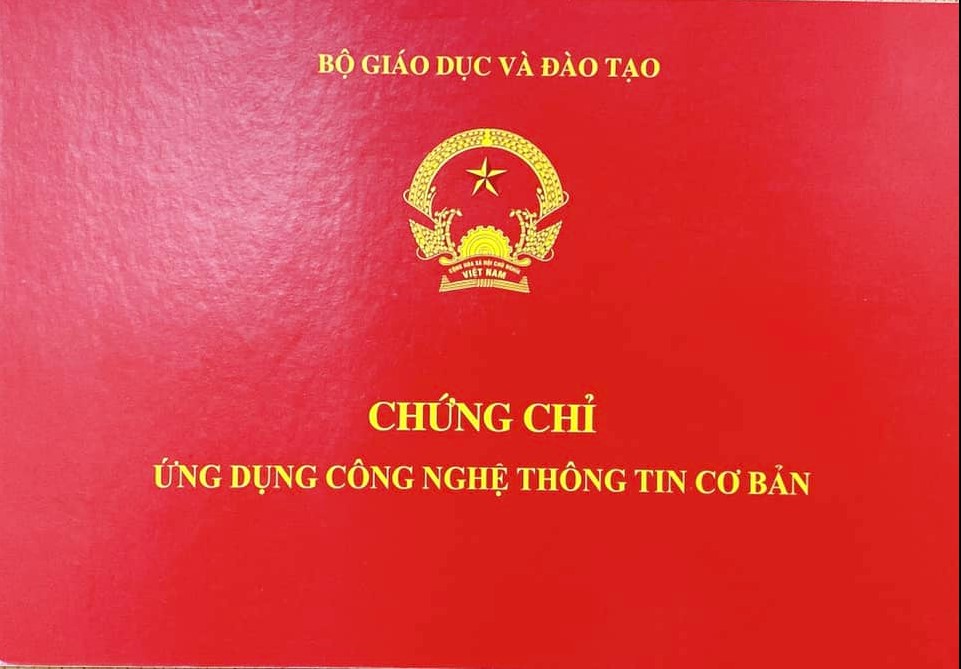 BỘ GIÁO DỤC VÀ ĐÀO TẠO
CỘNG HÒA XÃ HỘI CHỦ NGHĨA
VIỆT NAM
CHỨNG CHỈ
ỨNG DỤNG CÔNG NGHỆ THÔNG TIN CƠ BẢN